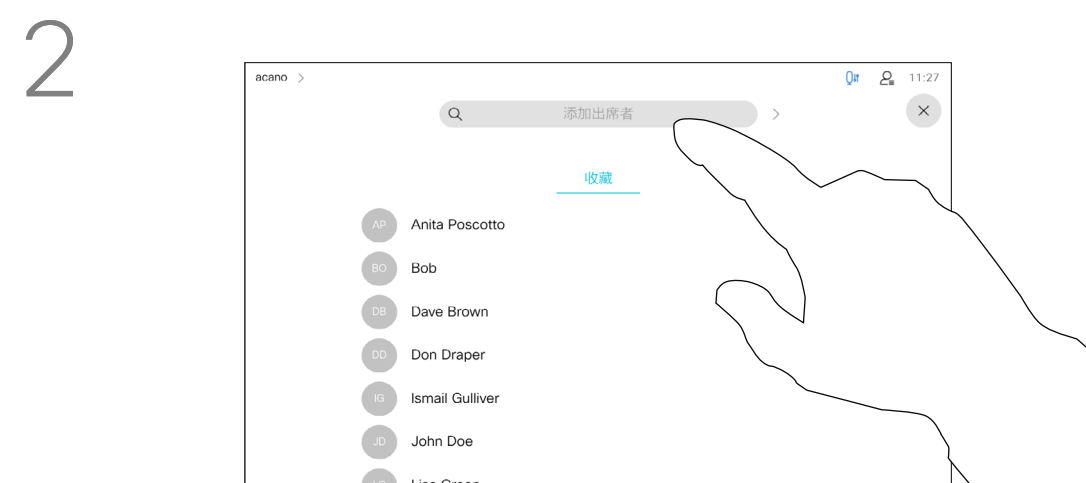 2
acano
11:27
添加出席者
收藏
AP Anita Poscotto
BO Bob
DB Dave Brown
DD Don Draper
IG Ismail Gulliver
JD John Doe